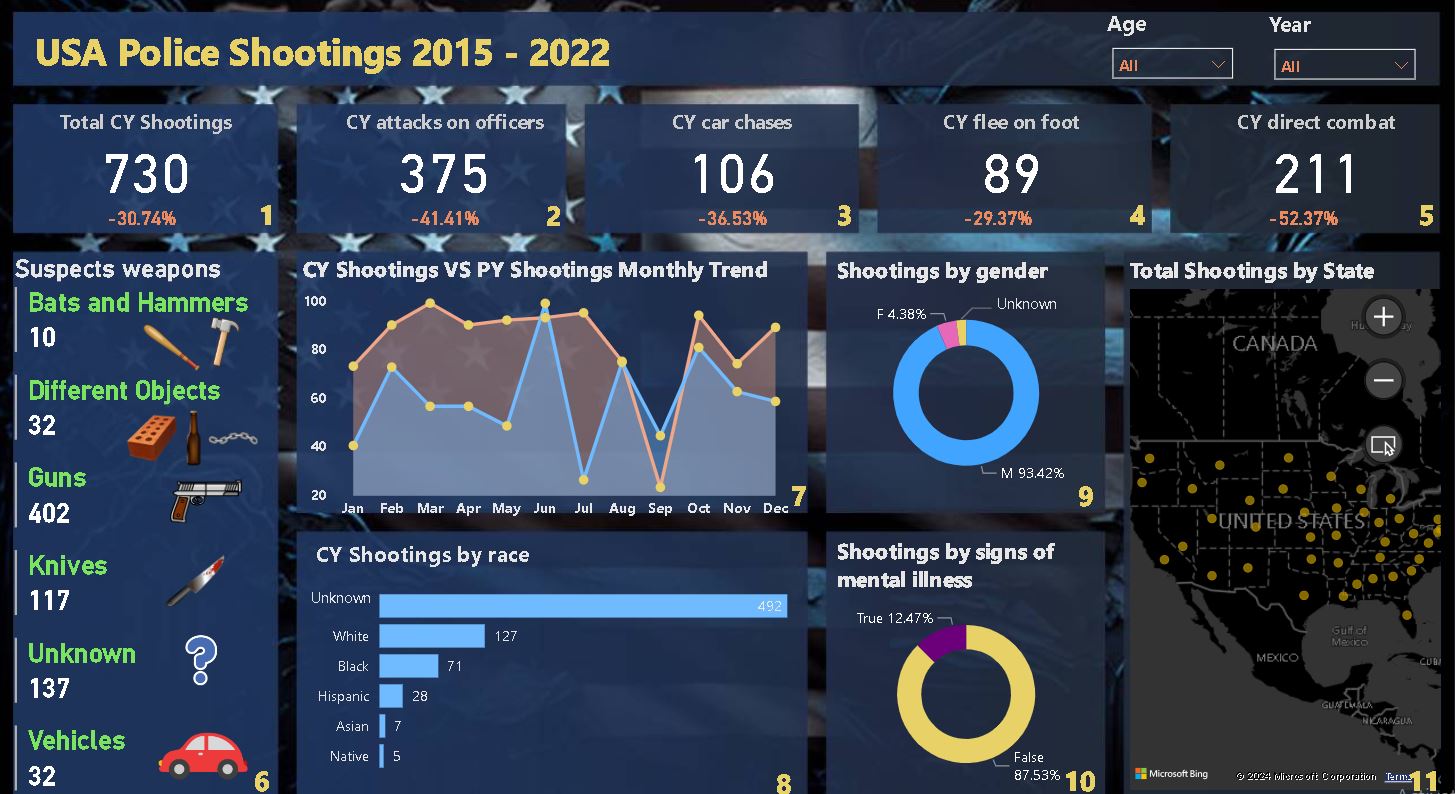 USA Police Shootings 2015 - 2022
Age
Year
All
All
Total CY Shootings
730
-30.74%
1
CY attacks on officers
375
-41.41%
2
CY car chases
106
-36.53%
3
CY flee on foot
89
-29.37%
4
CY direct combat
211
-52.37%
5
Suspects weapons
Bats and Hammers
10
Different Objects
32
Guns
402
Knives
117
Unknown
137
Vehicles
32
6
CY Shootings VS PY Shootings Monthly Trend
100
80
60
40
20
Jan Feb Mar Apr May Jun Jul Aug Sep Oct Nov Dec
7
CY Shootings by race
Unknown 492
White 127
Black 71
Hispanic 28
Asian 7
Native 5
8
Shootings by gender
Unknown
F 4.38%
M 93.42%
9
Shootings by signs of
mental illness
True 12.47%
False
87.53%
10
Total Shootings by State
CANADA
UNITED STATES
Gulf of
Mexico
MEXICO
GUATEMALA
NICARAGUA
Microsoft Bing
© 2024 Microsoft Corporation Terms
11